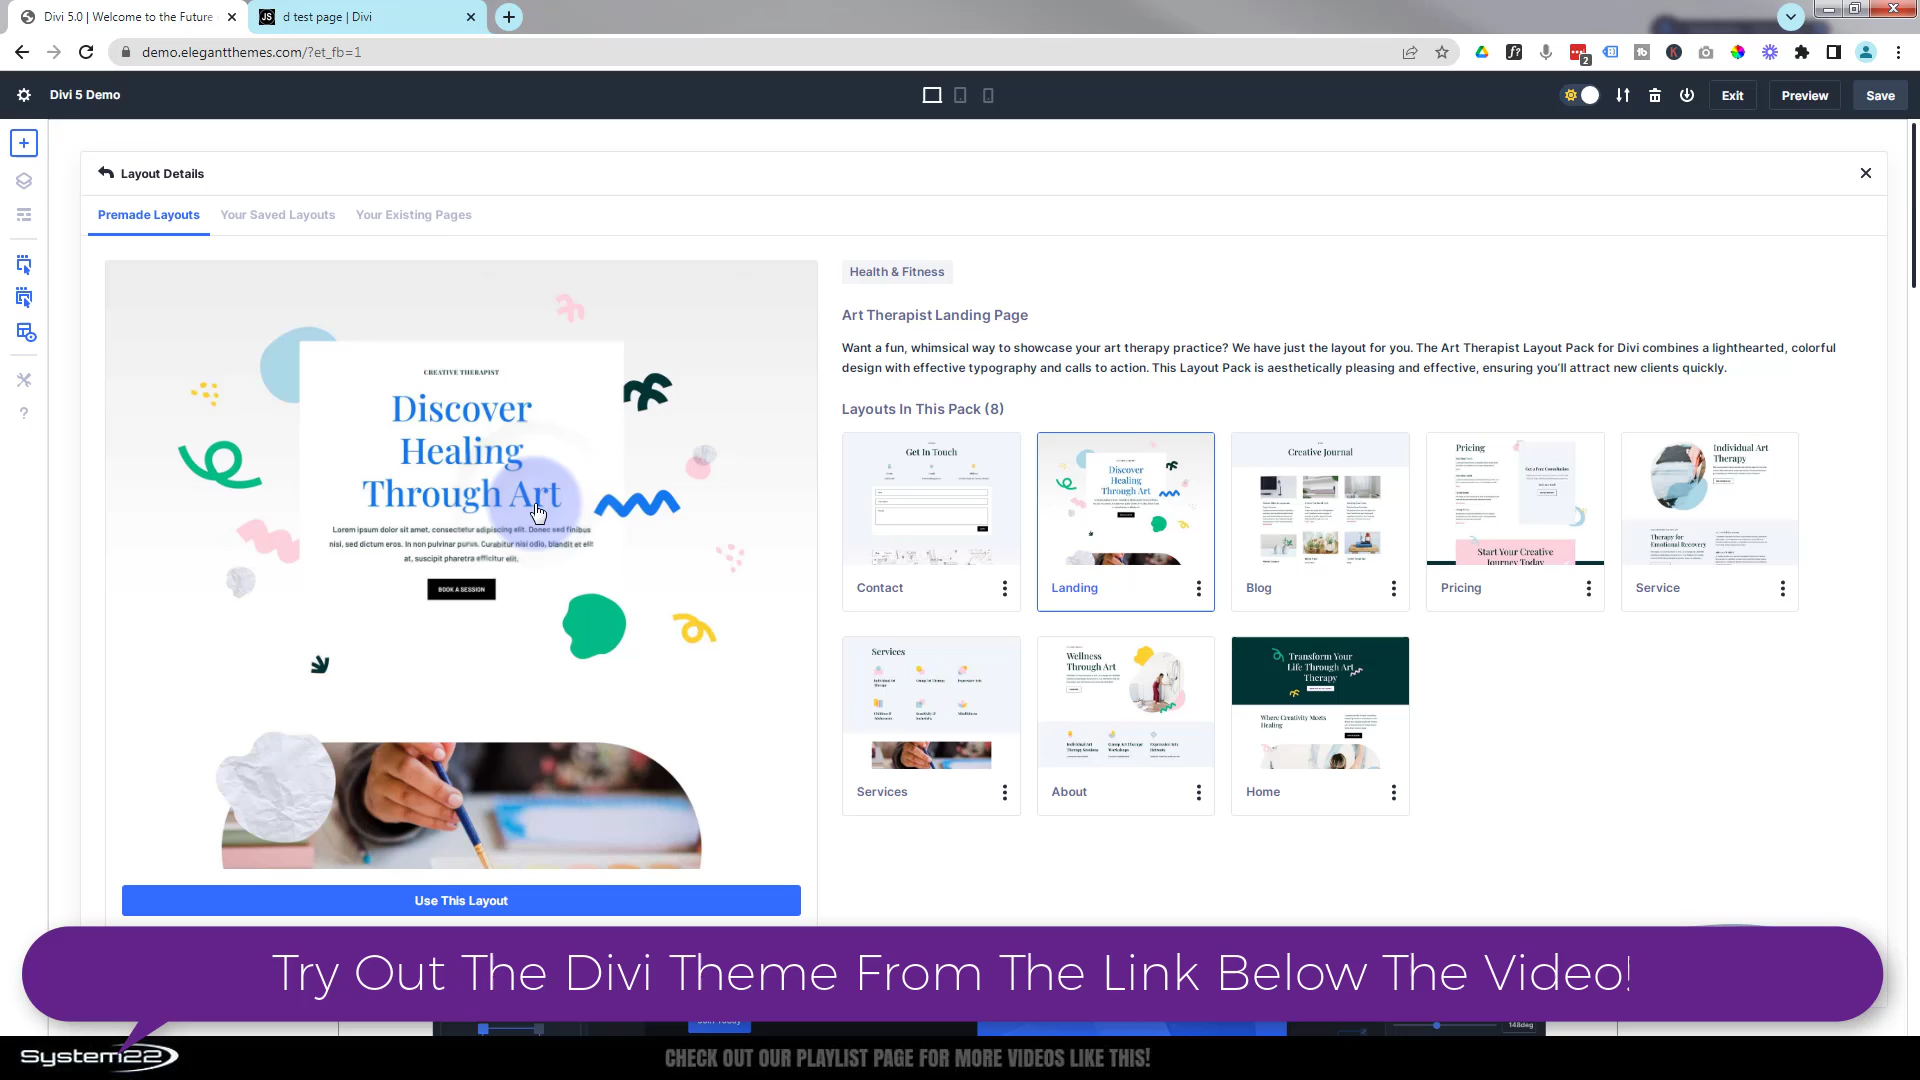 Divi 5.0 | Welcome to the Future
d test page | Divi
demo.elegantthemes.com/?et_fb=1
2
Divi 5 Demo
Exit
Preview
Save
Layout Details
Premade Layouts
Your Saved Layouts
Your Existing Pages
CREATIVE THERAPIST
Discover
Healing
Through Art
Lorem ipsum dolor sit amet, consectetur adipiscing elit. Donec sed finibus
nisi, sed dictum eros. In non pulvinar purus. Curabitur nisi odio, blandit et elit
at, suscipit pharetra efficitur elit.
BOOK A SESSION
Use This Layout
Health & Fitness
Art Therapist Landing Page
Want a fun, whimsical way to showcase your art therapy practice? We have just the layout for you. The Art Therapist Layout Pack for Divi combines a lighthearted, colorful
design with effective typography and calls to action. This Layout Pack is aesthetically pleasing and effective, ensuring you'll attract new clients quickly.
Layouts In This Pack (8)
Get In Touch
Contact
Discover
Healing
Through Art
Landing
Creative Journal
Blog
Pricing
Get a Free Consultation
Start Your Creative
Journey Today
Pricing
Individual Art
Therapy
Therapy for
Emotional Recovery
Service
Services
Services
Wellness
Through Art
About
Transform Your
Life Through Art
Therapy
Where Creativity Meets
Healing
Home
Try Out The Divi Theme From The Link Below The Video!
148deg
System22
CHECK OUT OUR PLAYLIST PAGE FOR MORE VIDEOS LIKE THIS!